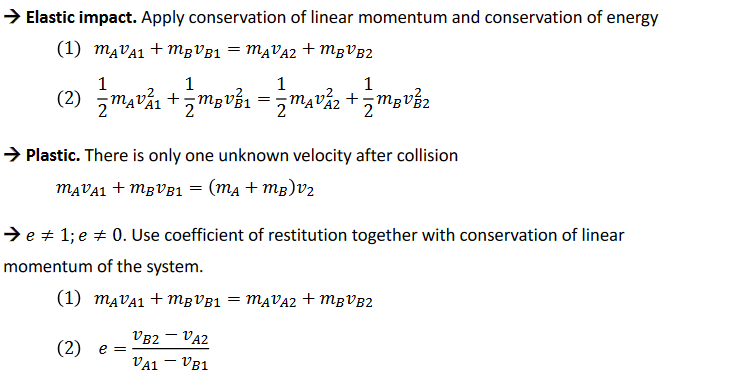 → Elastic impact. Apply conservation of linear momentum and conservation of energy
(1) m_A v_{A1} + m_B v_{B1} = m_A v_{A2} + m_B v_{B2}
(2) \frac{1}{2} m_A v_{A1}^2 + \frac{1}{2} m_B v_{B1}^2 = \frac{1}{2} m_A v_{A2}^2 + \frac{1}{2} m_B v_{B2}^2
→ Plastic. There is only one unknown velocity after collision
m_A v_{A1} + m_B v_{B1} = (m_A + m_B) v_2
→ e ≠ 1; e ≠ 0. Use coefficient of restitution together with conservation of linear
momentum of the system.
(1) m_A v_{A1} + m_B v_{B1} = m_A v_{A2} + m_B v_{B2}
(2) e = \frac{v_{B2} − v_{A2}}{v_{A1} − v_{B1}}